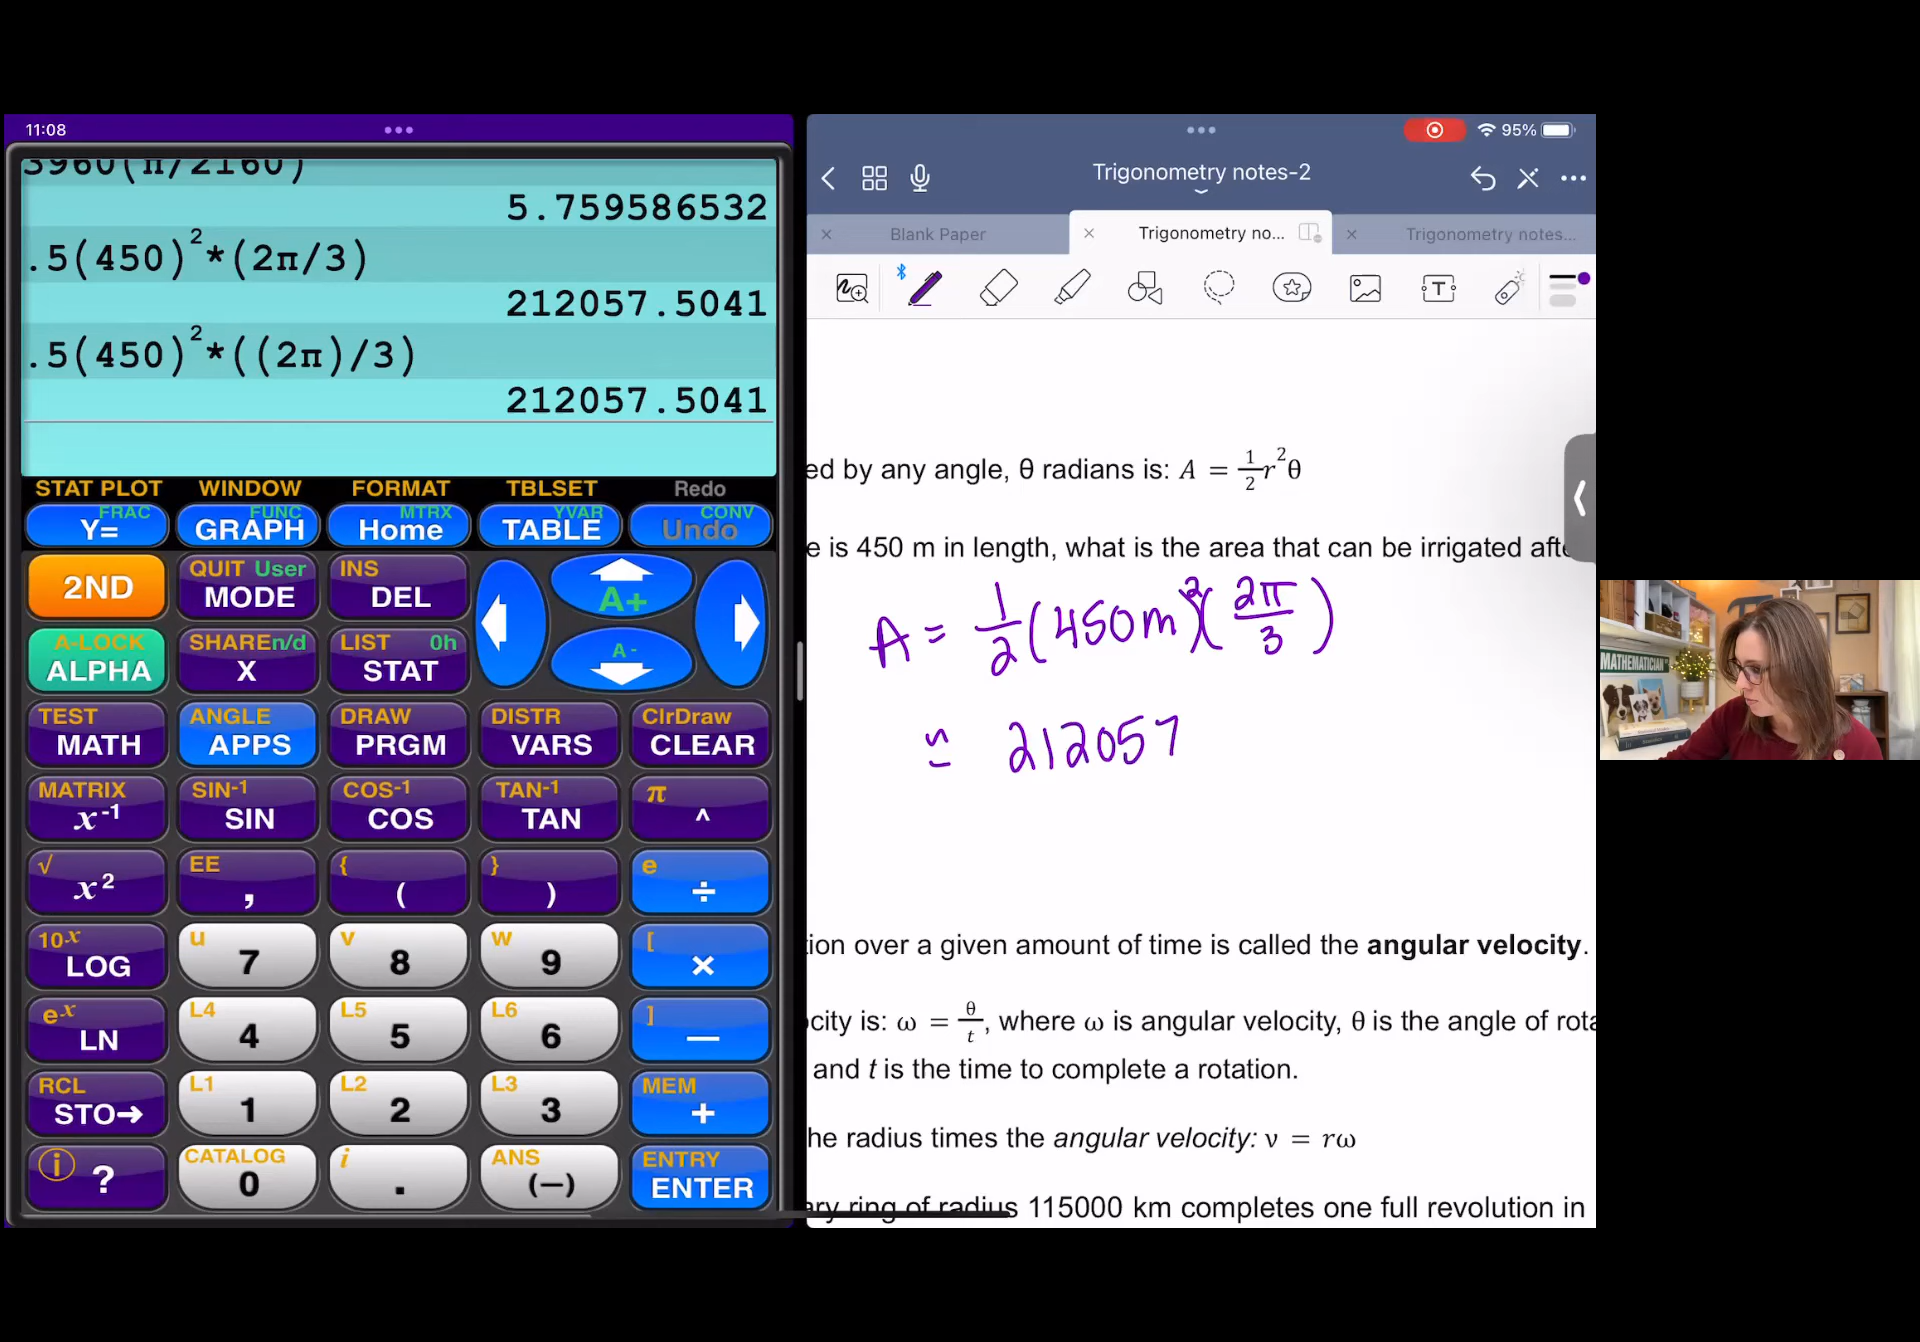 11:08
3960(π/2160)
5.759586532
.5(450)²*(2π/3)
212057.5041
.5(450)²*((2π)/3)
212057.5041
STAT PLOT WINDOW FORMAT TBLSET Redo
FRAC FUNC MTRX YVAR CONV
Y= GRAPH Home TABLE Undo
2ND QUIT User MODE INS DEL A+
A-LOCK ALPHA SHARE n/d X LIST 0h STAT A-
TEST ANGLE DRAW DISTR ClrDraw
MATH APPS PRGM VARS CLEAR
MATRIX SIN⁻¹ COS⁻¹ TAN⁻¹ π
x⁻¹ SIN COS TAN ^
√ EE { } e
x² , ( ) ÷
10ˣ u v w [
LOG 7 8 9 ×
eˣ L4 L5 L6 ]
LN 4 5 6 —
RCL L1 L2 L3 MEM
STO➔ 1 2 3 +
i CATALOG i ANS ENTRY
? 0 . (—) ENTER
95%
Trigonometry notes-2
× Blank Paper × Trigonometry no... × Trigonometry notes...
T
ed by any angle, θ radians is: A = 1/2 r²θ
e is 450 m in length, what is the area that can be irrigated afte
A = 1/2 (450m)²(2π/3)
≃ 212057
tion over a given amount of time is called the angular velocity.
ocity is: ω = θ/t, where ω is angular velocity, θ is the angle of rota
and t is the time to complete a rotation.
he radius times the angular velocity: v = rω
ary ring of radius 115000 km completes one full revolution in
MATHEMATICIAN